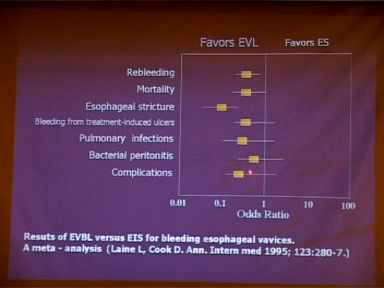 Favors EVL Favors ES
Rebleeding
Mortality
Esophageal stricture
Bleeding from treatment-induced ulcers
Pulmonary infections
Bacterial peritonitis
Complications
0.01 0.1 1 10 100
Odds Ratio
Resuts of EVBL versus EIS for bleeding esophageal vavices.
A meta - analysis (Laine L, Cook D. Ann. Intern med 1995; 123:280-7.)